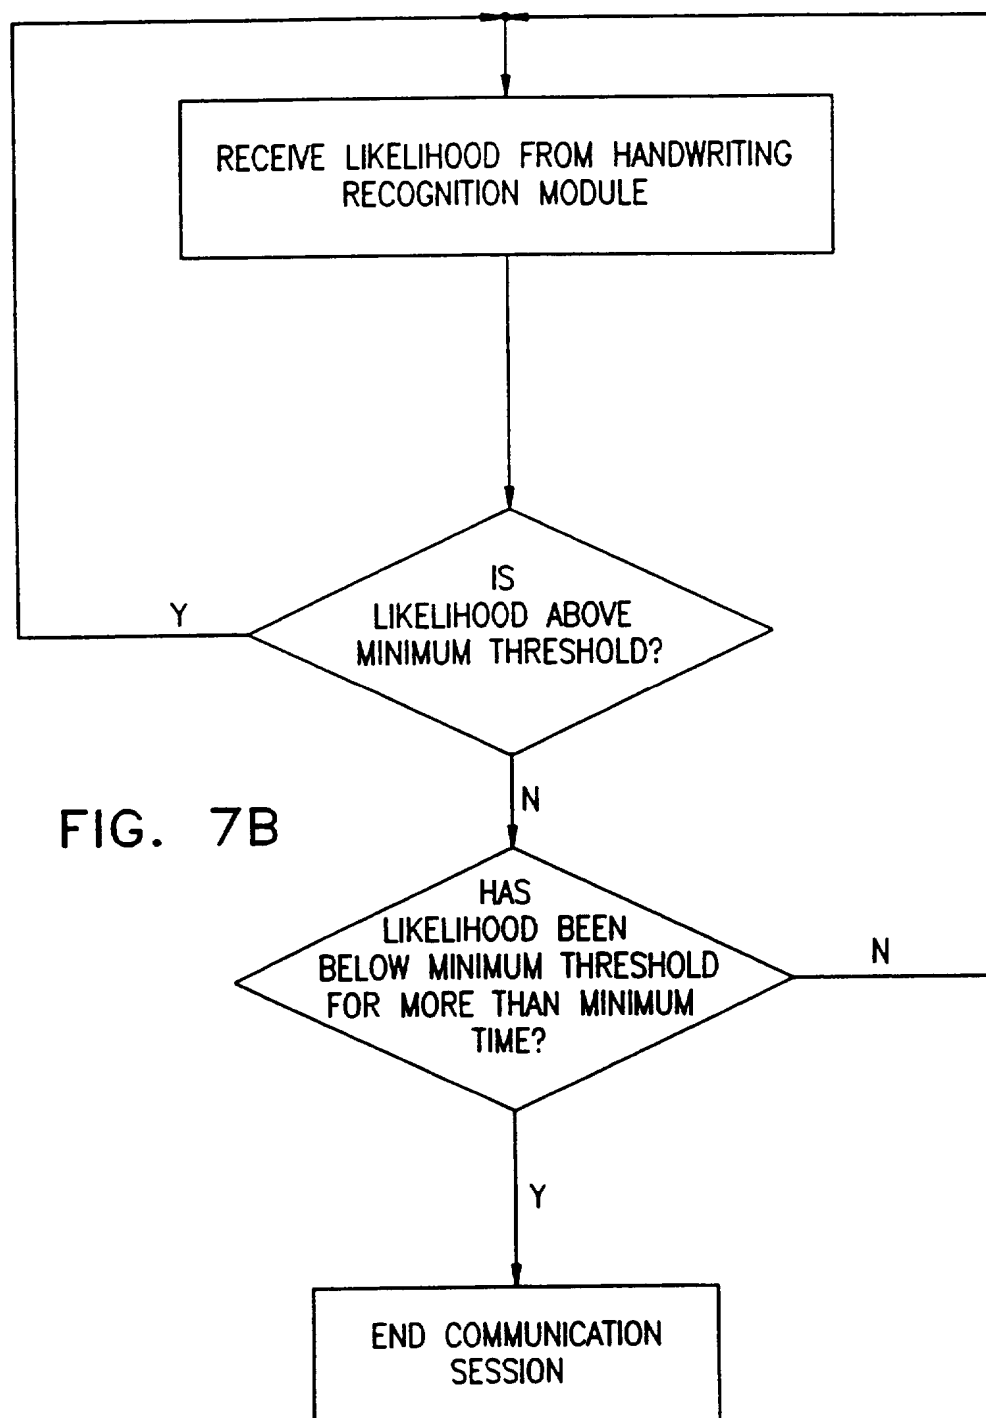 RECEIVE LIKELIHOOD FROM HANDWRITING
RECOGNITION MODULE
IS
LIKELIHOOD ABOVE
MINIMUM THRESHOLD?
Y
N
FIG. 7B
HAS
LIKELIHOOD BEEN
BELOW MINIMUM THRESHOLD
FOR MORE THAN MINIMUM
TIME?
N
Y
END COMMUNICATION
SESSION